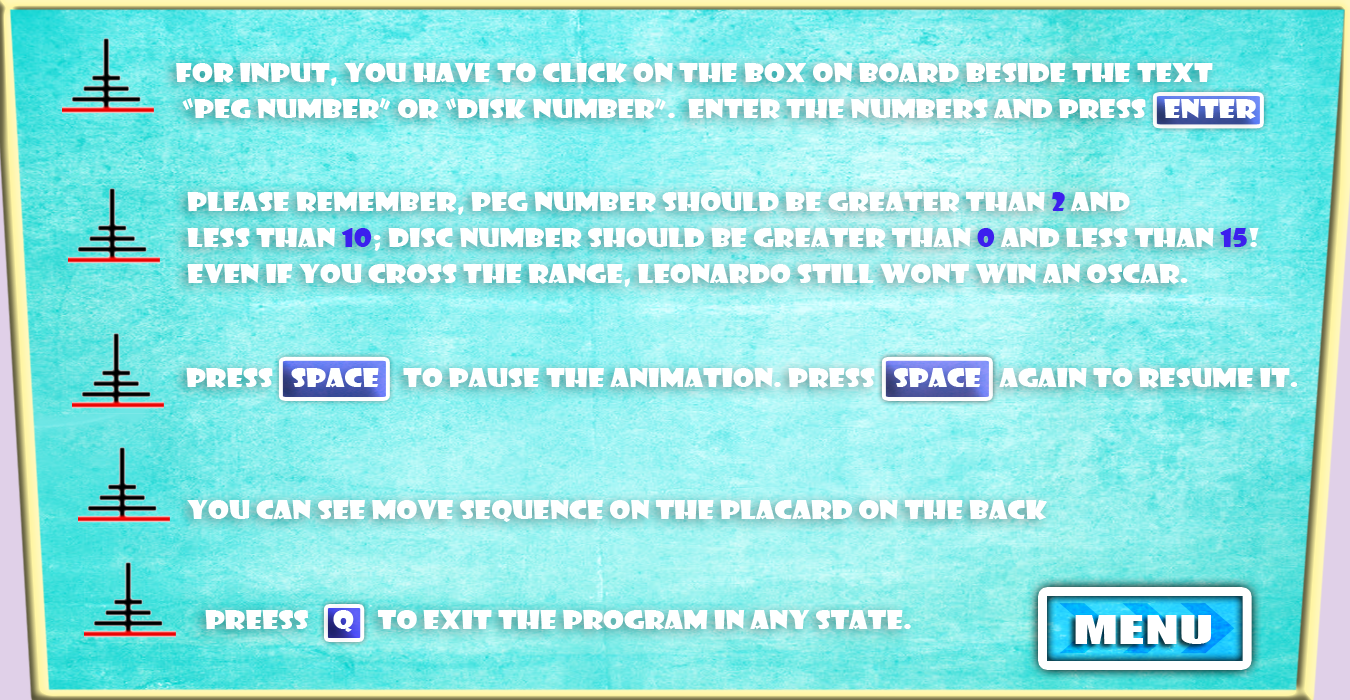 FOR INPUT, YOU HAVE TO CLICK ON THE BOX ON BOARD BESIDE THE TEXT
"PEG NUMBER" OR "DISK NUMBER". ENTER THE NUMBERS AND PRESS ENTER
PLEASE REMEMBER, PEG NUMBER SHOULD BE GREATER THAN 2 AND
LESS THAN 10; DISC NUMBER SHOULD BE GREATER THAN 0 AND LESS THAN 15!
EVEN IF YOU CROSS THE RANGE, LEONARDO STILL WONT WIN AN OSCAR.
PRESS SPACE TO PAUSE THE ANIMATION. PRESS SPACE AGAIN TO RESUME IT.
YOU CAN SEE MOVE SEQUENCE ON THE PLACARD ON THE BACK
PREESS Q TO EXIT THE PROGRAM IN ANY STATE.
MENU